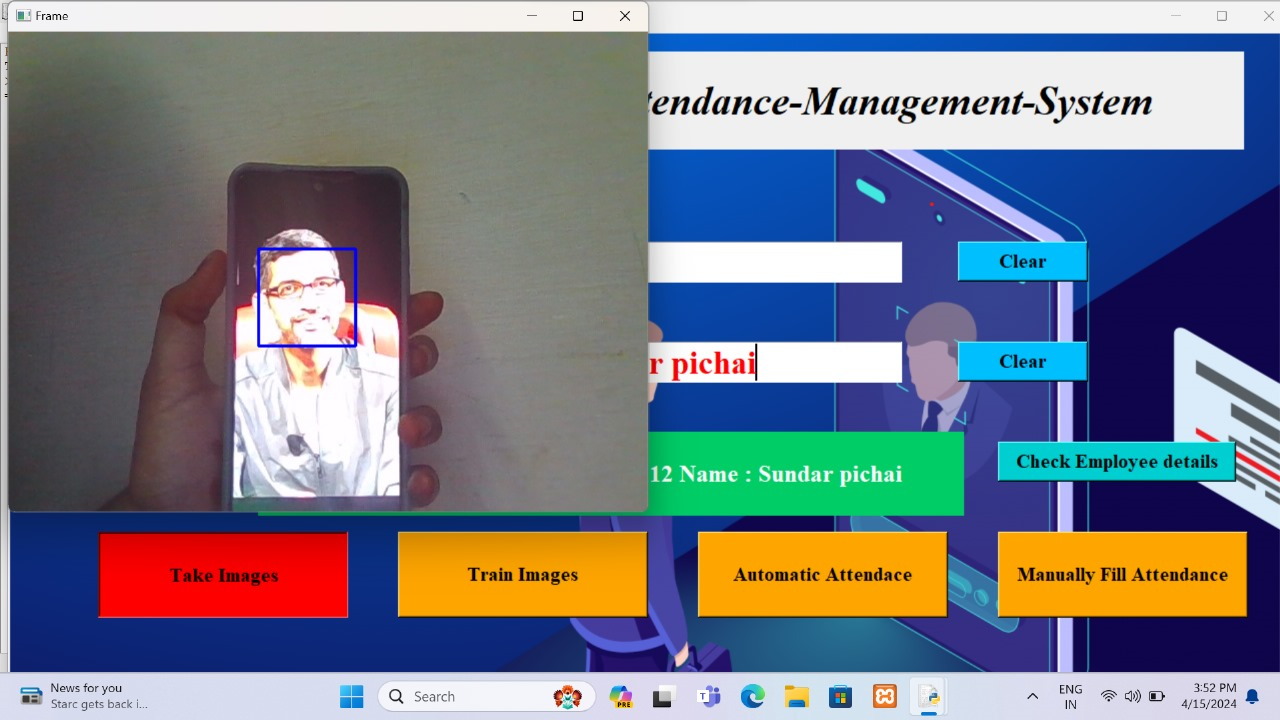 Frame
tendance-Management-System
Clear
r pichai
Clear
12 Name : Sundar pichai
Check Employee details
Take Images
Train Images
Automatic Attendace
Manually Fill Attendance
News for you
Starc gets back
Search
PRE
ENG
IN
3:52 PM
4/15/2024